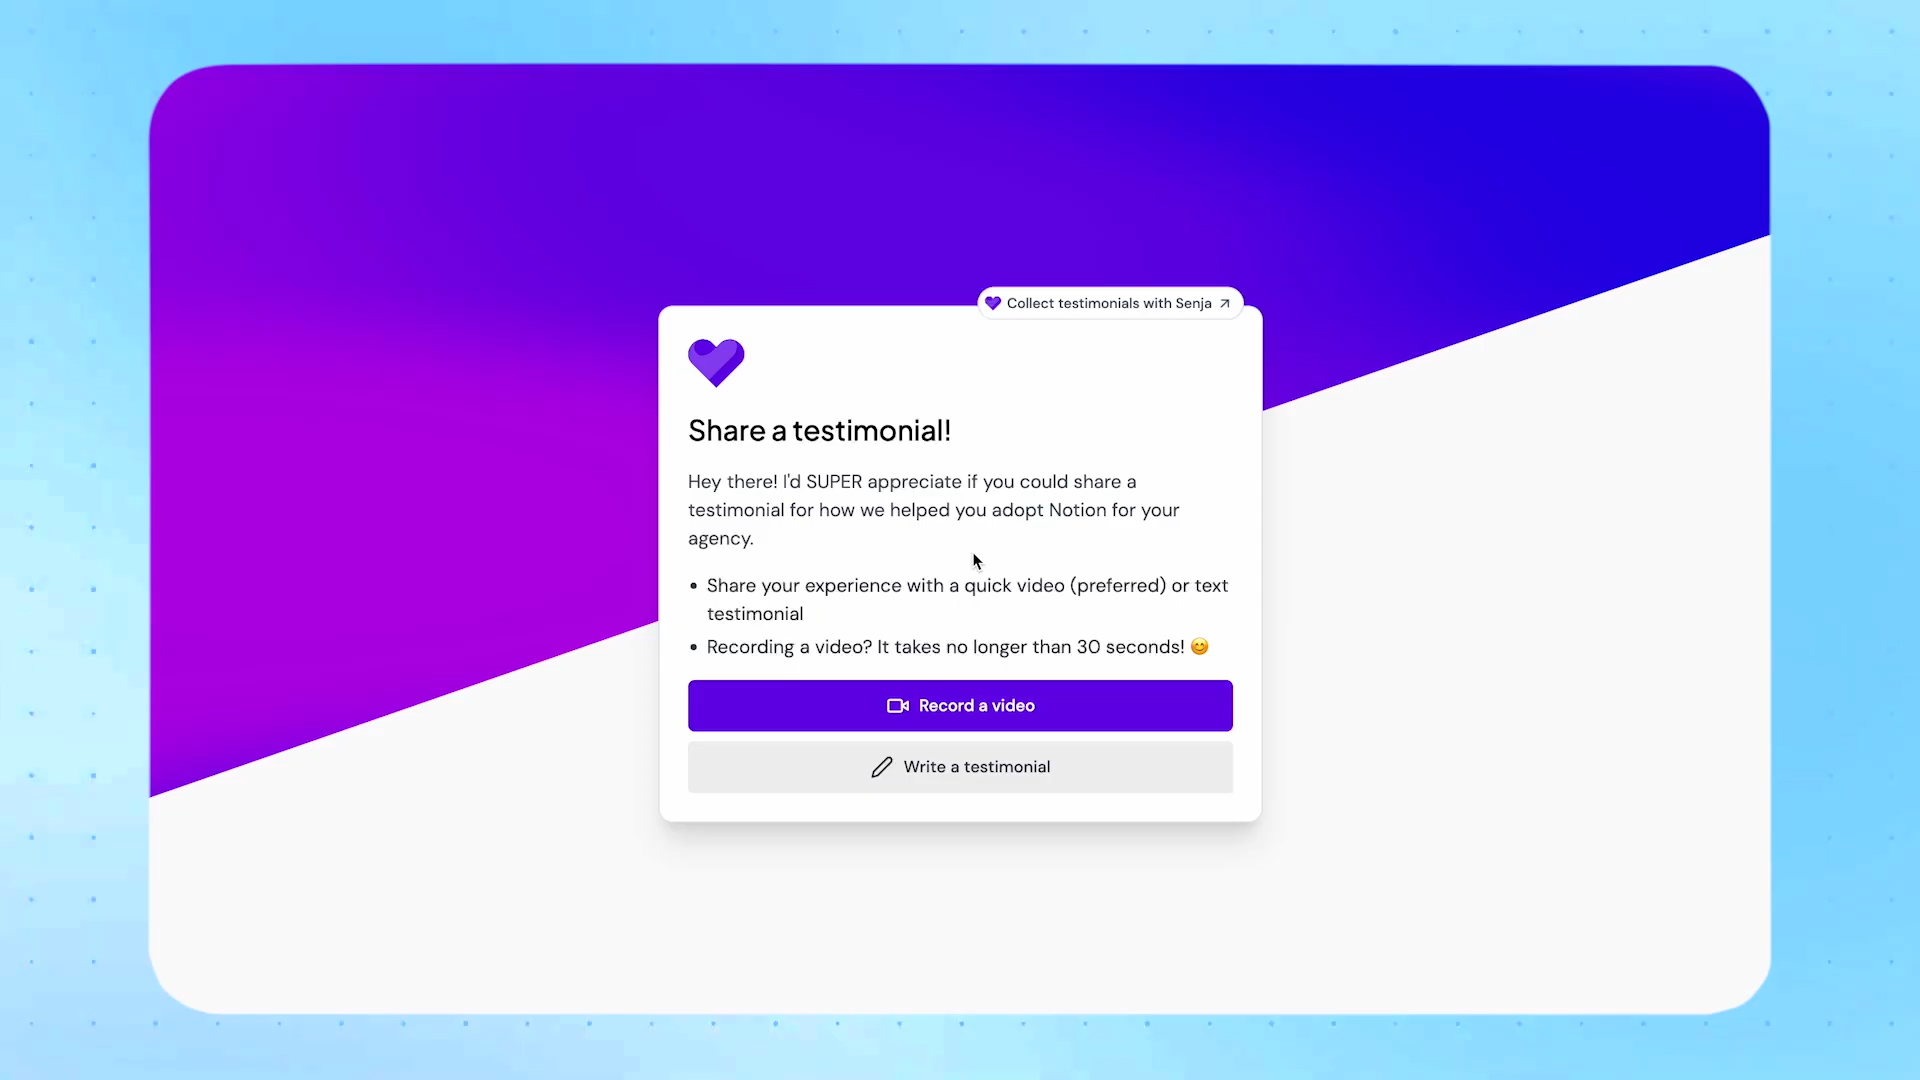 Collect testimonials with Senja
Share a testimonial!
Hey there! I'd SUPER appreciate if you could share a
testimonial for how we helped you adopt Notion for your
agency.
Share your experience with a quick video (preferred) or text
testimonial
Recording a video? It takes no longer than 30 seconds! 😊
Record a video
Write a testimonial